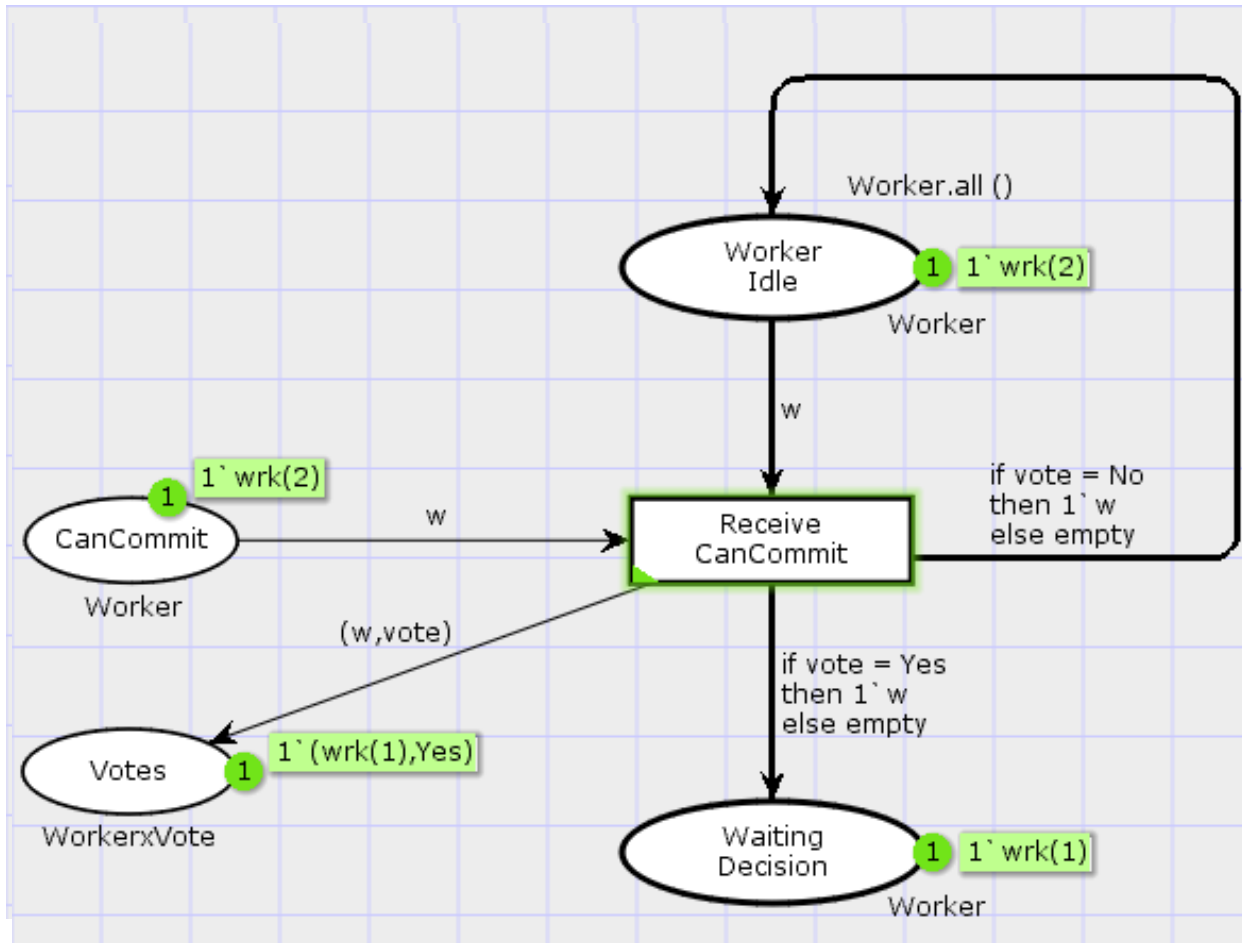 Worker.all ()
Worker
Idle
1
1`wrk(2)
Worker
w
1`wrk(2)
1
CanCommit
Worker
w
Receive
CanCommit
if vote = No
then 1`w
else empty
(w,vote)
if vote = Yes
then 1`w
else empty
1`(wrk(1),Yes)
Votes
1
WorkerxVote
Waiting
Decision
1
1`wrk(1)
Worker